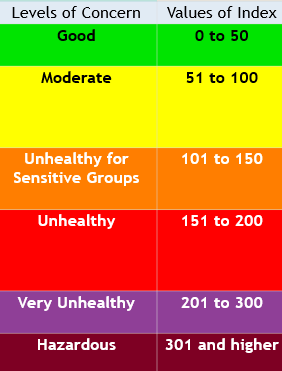 Levels of Concern Values of Index
Good 0 to 50
Moderate 51 to 100
Unhealthy for 101 to 150
Sensitive Groups
Unhealthy 151 to 200
Very Unhealthy 201 to 300
Hazardous 301 and higher